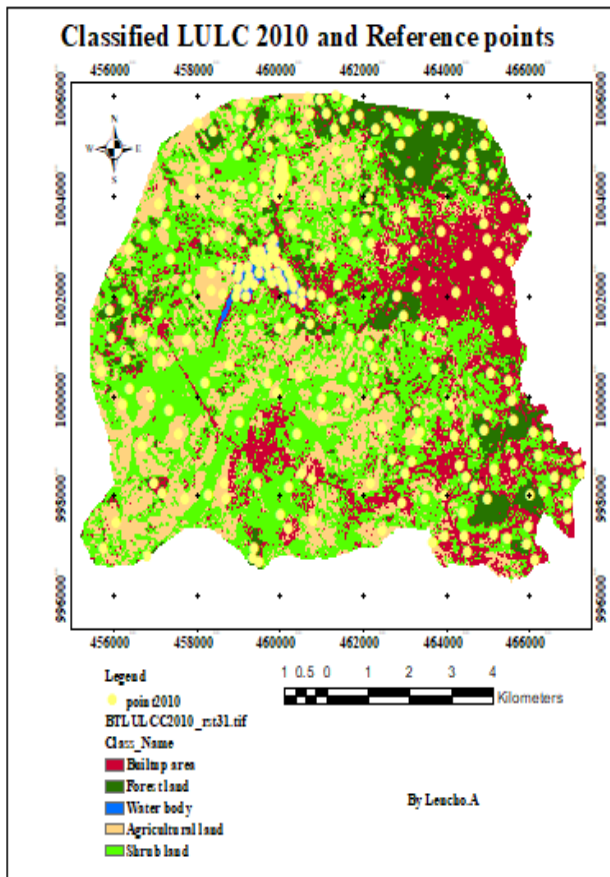 Classified LULC 2010 and Reference points
456000 458000 460000 462000 464000 466000
N
W E
S
1006000
1004000
1002000
1000000
998000
996000
1006000
1004000
1002000
1000000
998000
996000
456000 458000 460000 462000 464000 466000
Legend
point2010
BTLULCC2010_rst31.tif
Class_Name
Builtup area
Forest land
Water body
Agricultural land
Shrub land
1 0.5 0 1 2 3 4
Kilometers
By Lencho.A